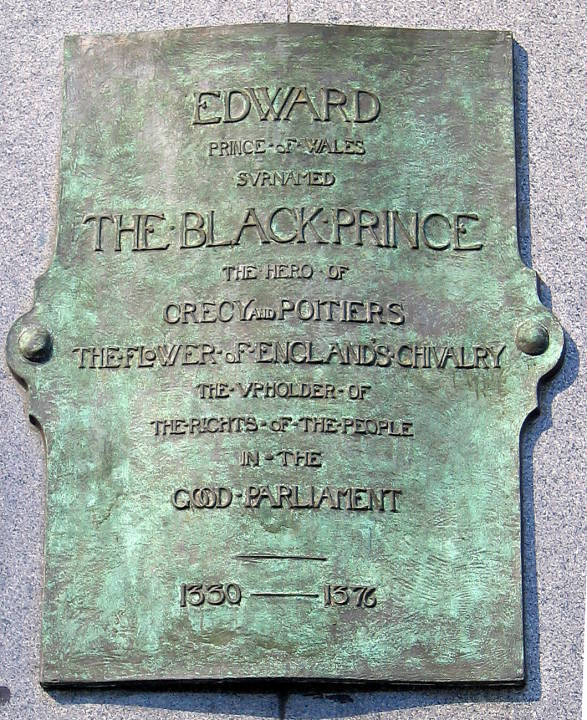 EDWARD
PRINCE·OF·WALES
SVRNAMED
THE·BLACK·PRINCE
THE·HERO·OF
CRECY AND POITIERS
THE·FLOWER·OF·ENGLAND'S·CHIVALRY
THE·VPHOLDER·OF
THE·RIGHTS·OF·THE·PEOPLE
IN·THE
GOOD·PARLIAMENT
1330—1376